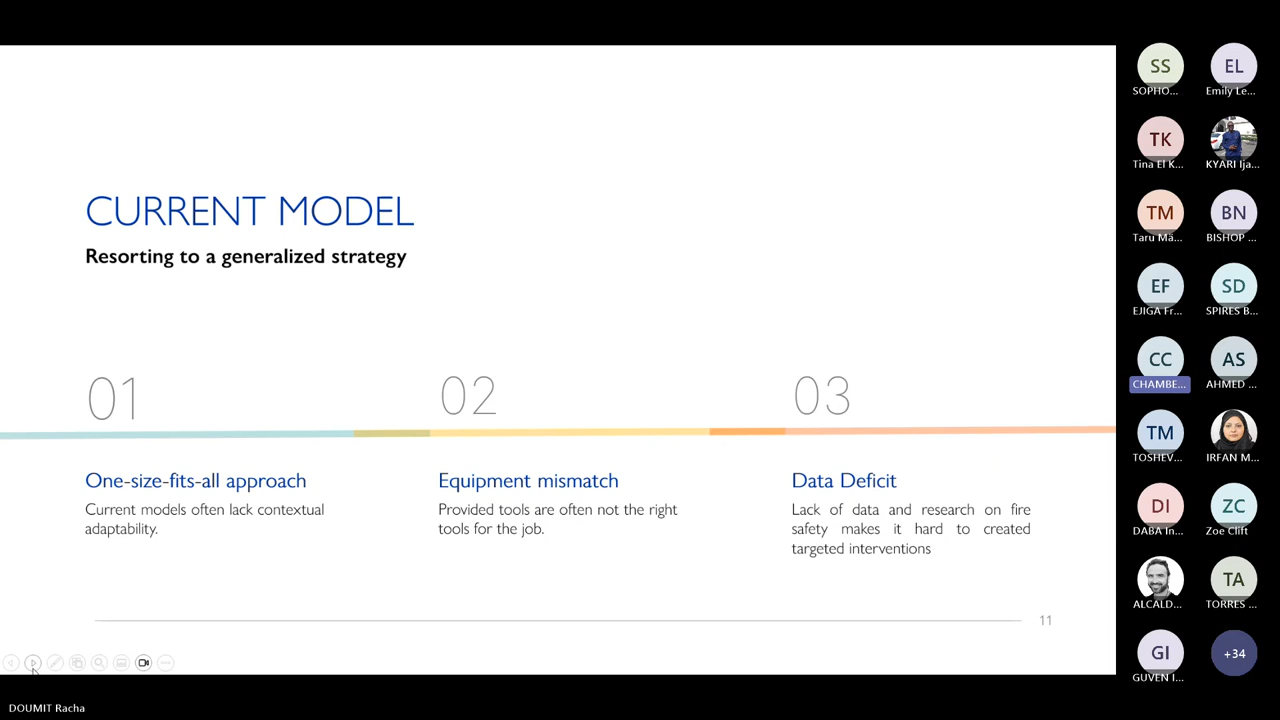 CURRENT MODEL
Resorting to a generalized strategy
01
02
03
One-size-fits-all approach
Current models often lack contextual
adaptability.
Equipment mismatch
Provided tools are often not the right
tools for the job.
Data Deficit
Lack of data and research on fire
safety makes it hard to created
targeted interventions
11
DOUMIT Racha
SS
SOPHO...
EL
Emily Le...
TK
Tina El K...
KYARI Ija...
TM
Taru Mä...
BN
BISHOP ...
EF
EJIGA Fr...
SD
SPIRES B...
CC
CHAMBE...
AS
AHMED ...
TM
TOSHEV...
IRFAN M...
DI
DABA In...
ZC
Zoe Clift
ALCALD...
TA
TORRES ...
GI
GUVEN I...
+34